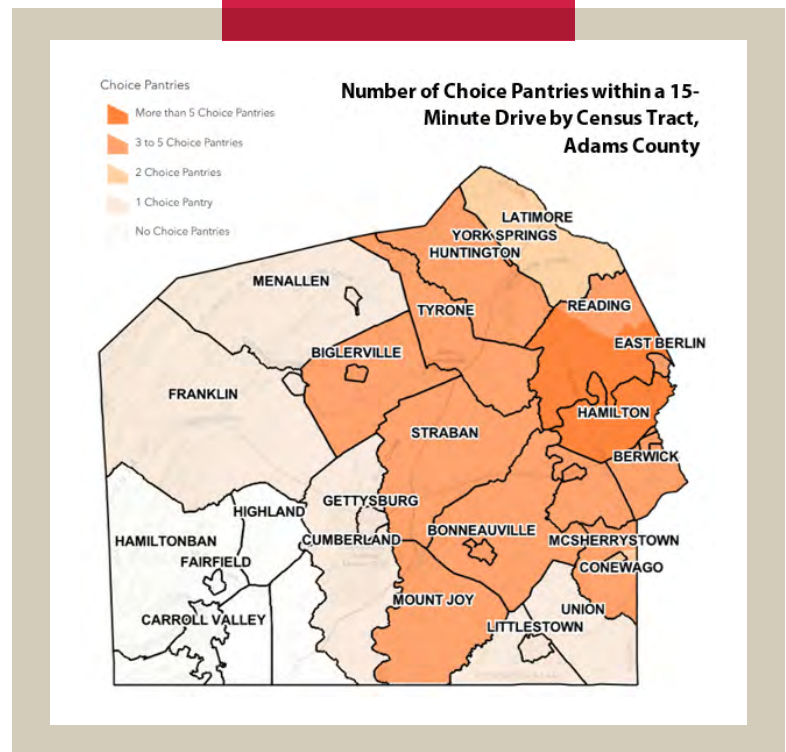 Choice Pantries
More than 5 Choice Pantries
3 to 5 Choice Pantries
2 Choice Pantries
1 Choice Pantry
No Choice Pantries
Number of Choice Pantries within a 15-
Minute Drive by Census Tract,
Adams County
LATIMORE
YORK SPRINGS
HUNTINGTON
MENALLEN
READING
TYRONE
EAST BERLIN
BIGLERVILLE
FRANKLIN
HAMILTON
STRABAN
BERWICK
GETTYSBURG
HIGHLAND
BONNEAUVILLE
HAMILTONBAN
CUMBERLAND
MCSHERRYSTOWN
FAIRFIELD
CONEWAGO
MOUNT JOY
UNION
CARROLL VALLEY
LITTLESTOWN